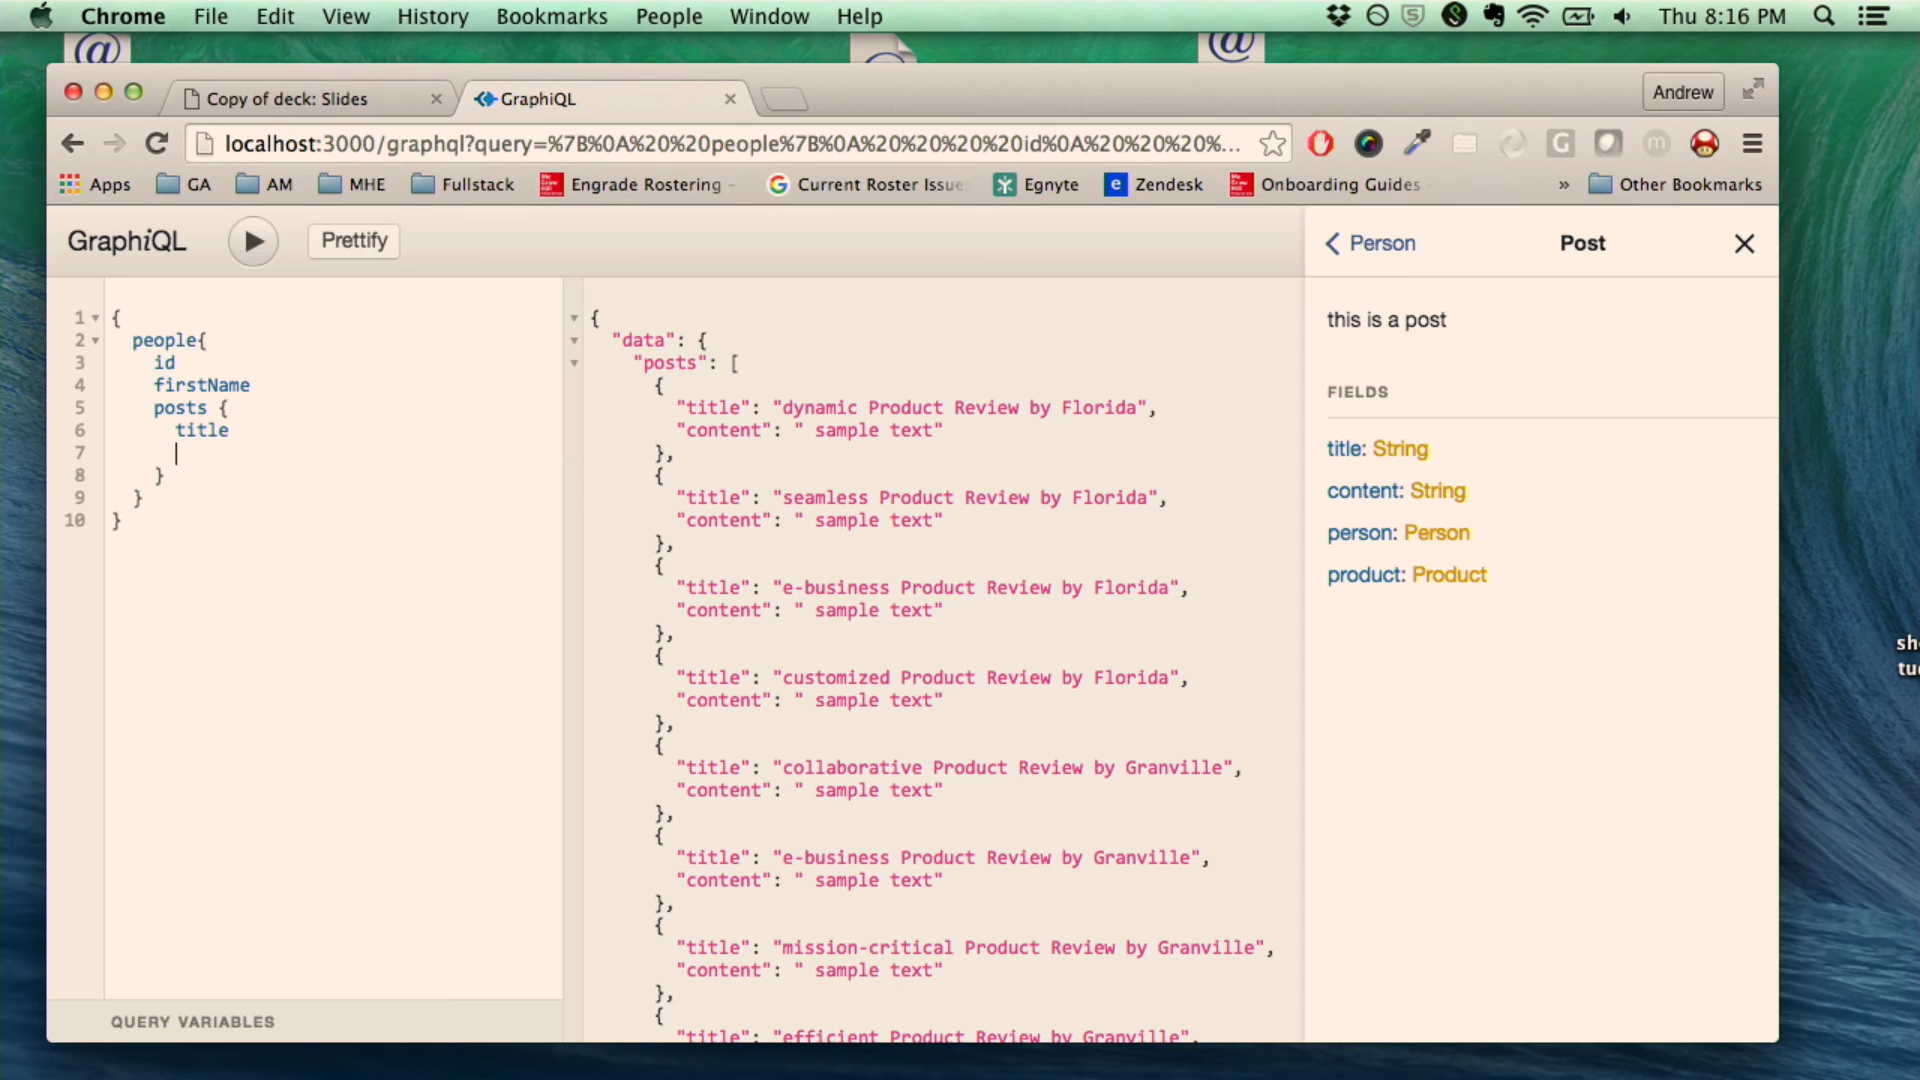 Chrome File Edit View History Bookmarks People Window Help Thu 8:16 PM
Copy of deck: Slides GraphiQL Andrew
localhost:3000/graphql?query=%7B%0A%20%20people%7B%0A%20%20%20%20id%0A%20%20%20%...
Apps GA AM MHE Fullstack Engrade Rostering - Current Roster Issue Egnyte Zendesk Onboarding Guides » Other Bookmarks
GraphiQL Prettify
< Person Post
1 {
2 people{
3 id
4 firstName
5 posts {
6 title
7
8 }
9 }
10 }
QUERY VARIABLES
{
"data": {
"posts": [
{
"title": "dynamic Product Review by Florida",
"content": " sample text"
},
{
"title": "seamless Product Review by Florida",
"content": " sample text"
},
{
"title": "e-business Product Review by Florida",
"content": " sample text"
},
{
"title": "customized Product Review by Florida",
"content": " sample text"
},
{
"title": "collaborative Product Review by Granville",
"content": " sample text"
},
{
"title": "e-business Product Review by Granville",
"content": " sample text"
},
{
"title": "mission-critical Product Review by Granville",
"content": " sample text"
},
{
"title": "efficient Product Review by Granville",
this is a post
FIELDS
title: String
content: String
person: Person
product: Product